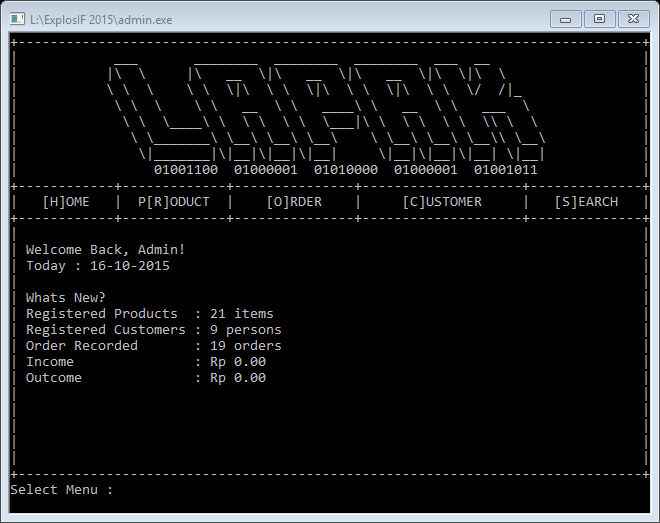 L:\ExplosIF 2015\admin.exe
LAPAK
01001100 01000001 01010000 01000001 01001011
[H]OME | P[R]ODUCT | [O]RDER | [C]USTOMER | [S]EARCH
Welcome Back, Admin!
Today : 16-10-2015
Whats New?
Registered Products : 21 items
Registered Customers : 9 persons
Order Recorded : 19 orders
Income : Rp 0.00
Outcome : Rp 0.00
Select Menu :